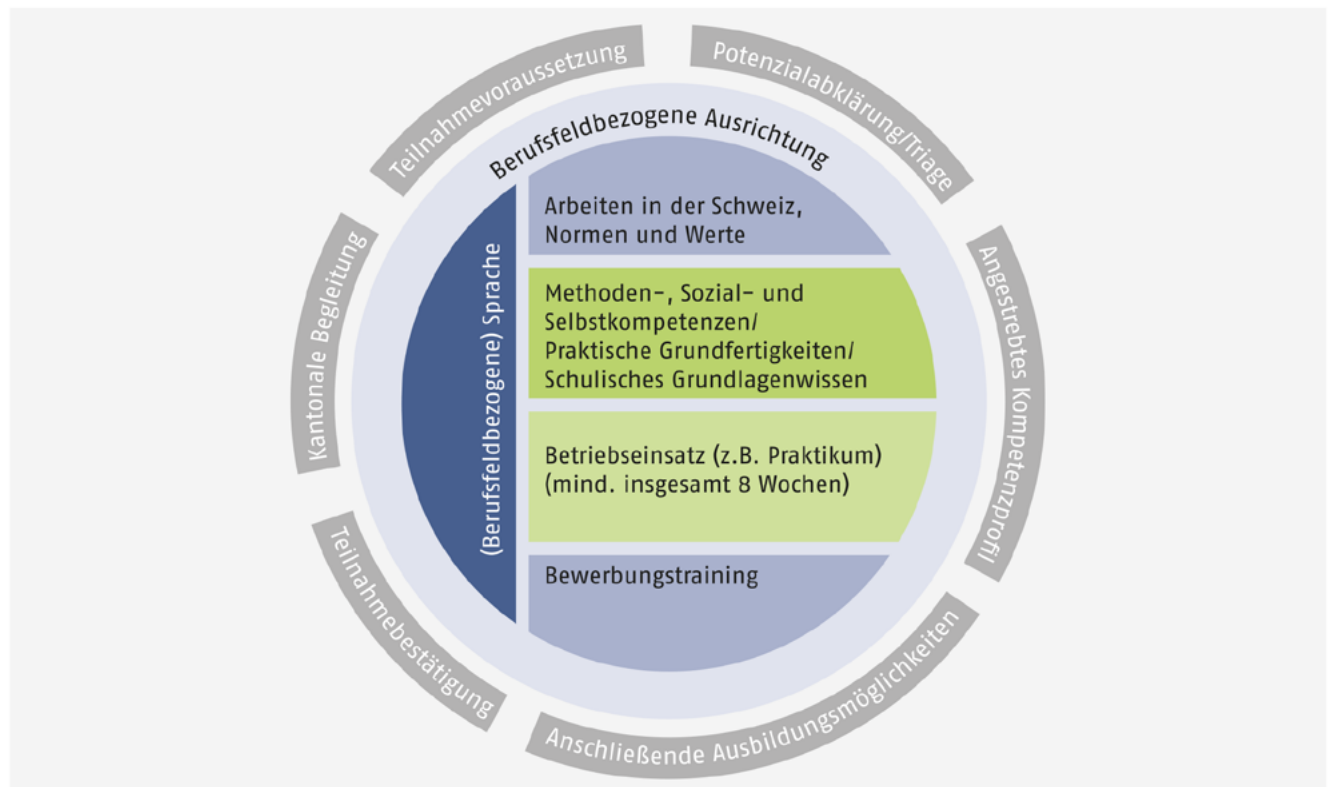 Teilnahmevoraussetzung
Potenzialabklärung/Triage
Berufsfeldbezogene Ausrichtung
Kantonale Begleitung
Angestrebtes Kompetenzprofil
(Berufsfeldbezogene) Sprache
Arbeiten in der Schweiz,
Normen und Werte
Methoden-, Sozial- und
Selbstkompetenzen/
Praktische Grundfertigkeiten/
Schulisches Grundlagenwissen
Betriebseinsatz (z.B. Praktikum)
(mind. insgesamt 8 Wochen)
Bewerbungstraining
Teilnahmebestätigung
Anschließende Ausbildungsmöglichkeiten